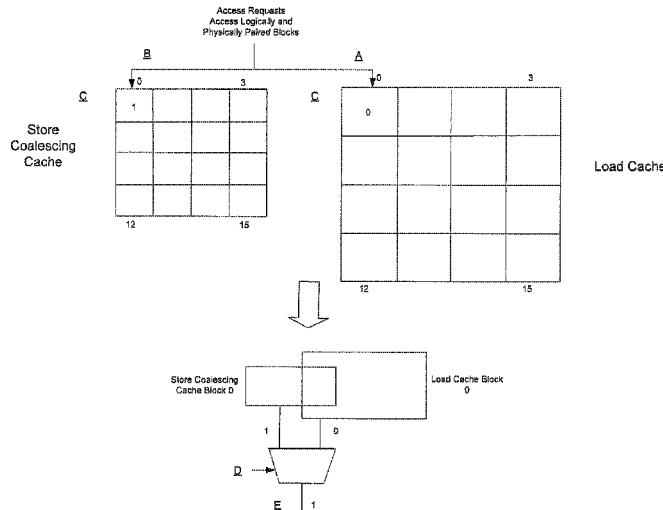 Access Requests
Access Logically and
Physically Paired Blocks
B
A
0
3
0
3
C
C
1
0
Store
Coalescing
Cache
Load Cache
12
15
12
15
Store Coalescing
Cache Block 0
Load Cache Block
0
1
0
D
E
1